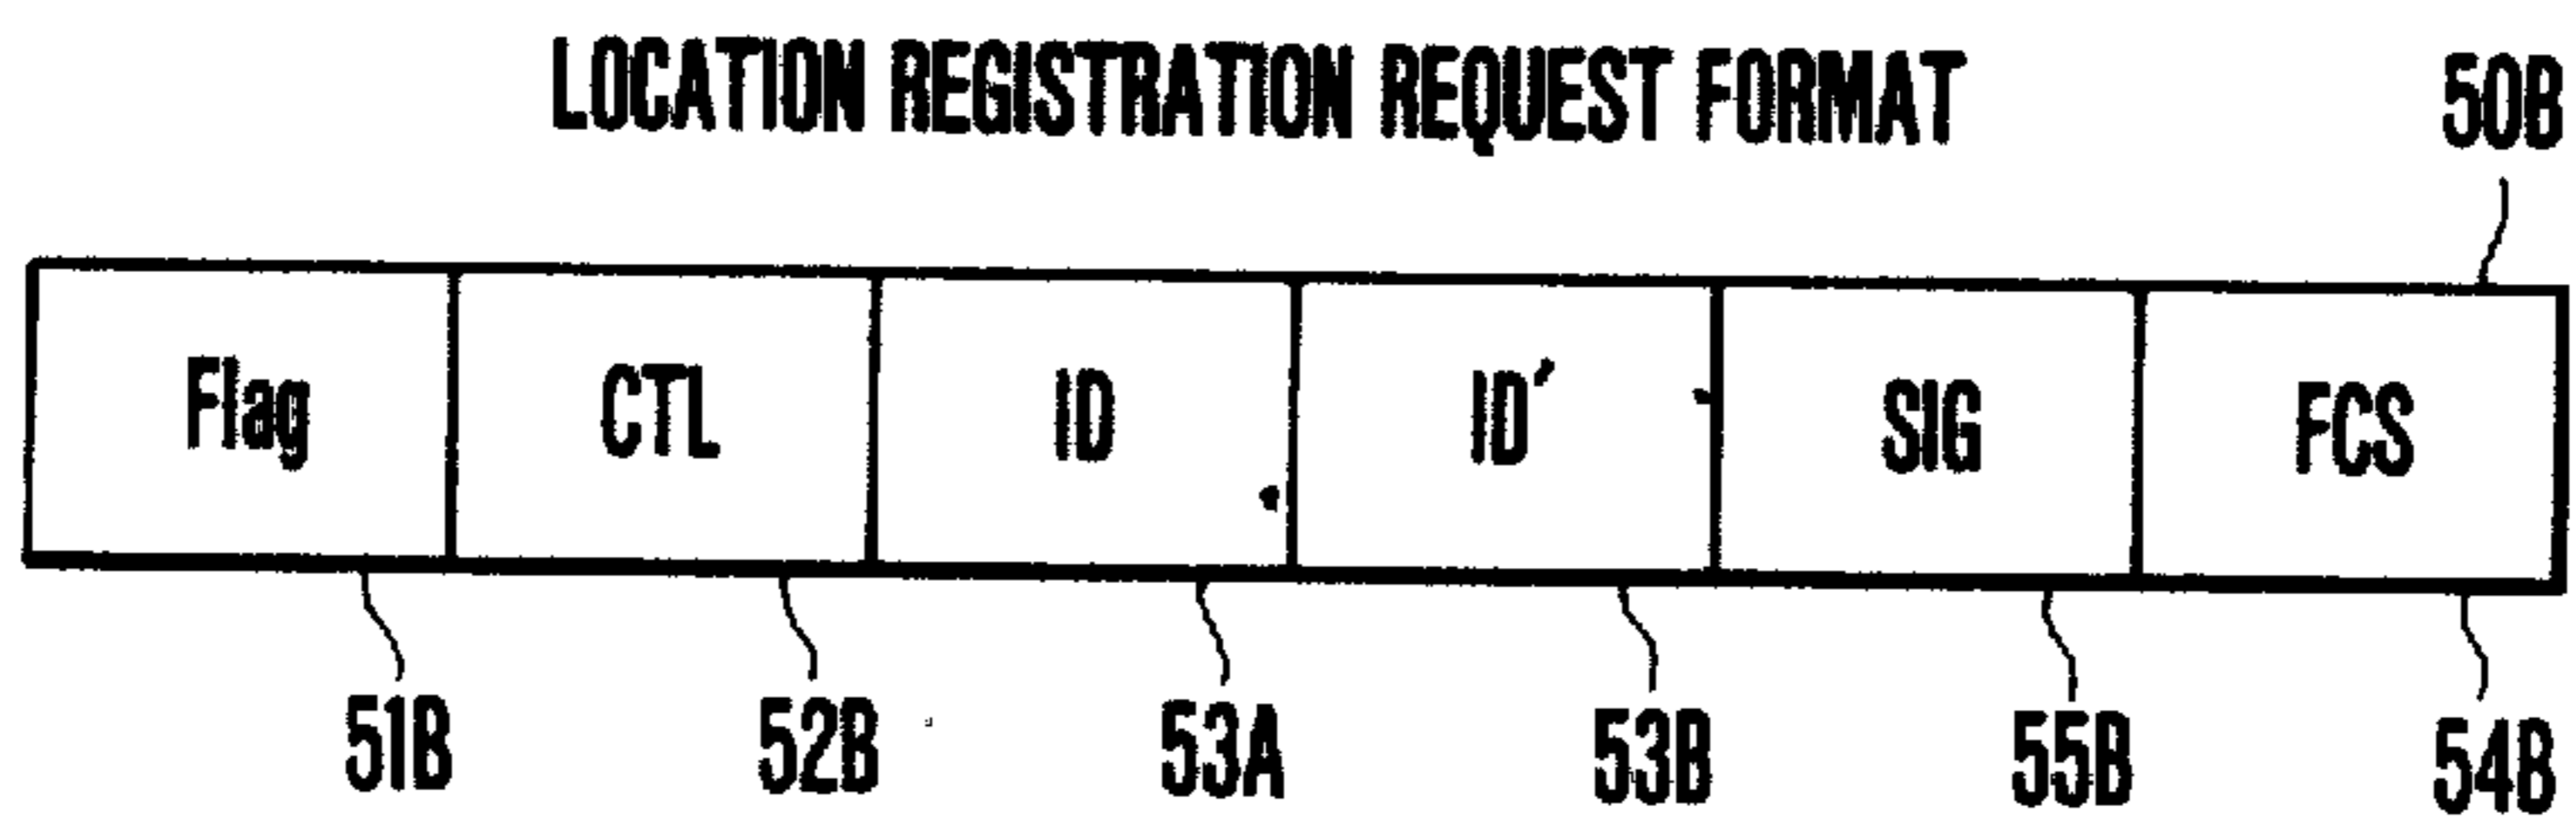 LOCATION REGISTRATION REQUEST FORMAT
50B
Flag CTL ID ID′ SIG FCS
51B 52B 53A 53B 55B 54B